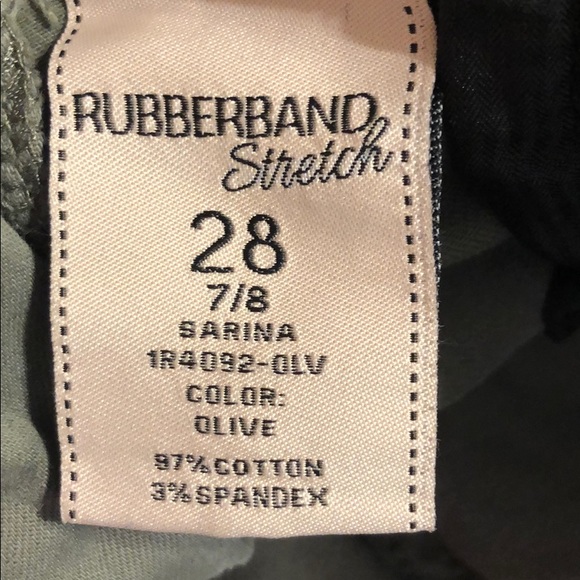 RUBBERBAND
Stretch
28
7/8
SARINA
1R4092-OLV
COLOR:
OLIVE
97% COTTON
3% SPANDEX